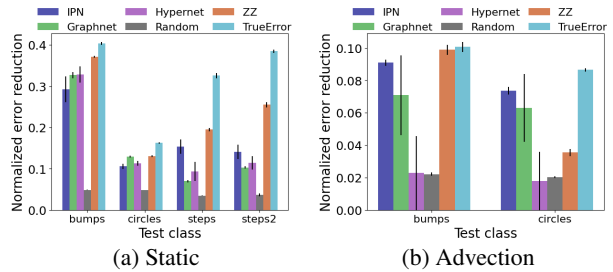 IPN Hypernet ZZ
Graphnet Random TrueError
Normalized error reduction
0.4
0.3
0.2
0.1
0.0
bumps circles steps steps2
Test class
(a) Static
IPN Hypernet ZZ
Graphnet Random TrueError
Normalized error reduction
0.10
0.08
0.06
0.04
0.02
0.00
bumps circles
Test class
(b) Advection